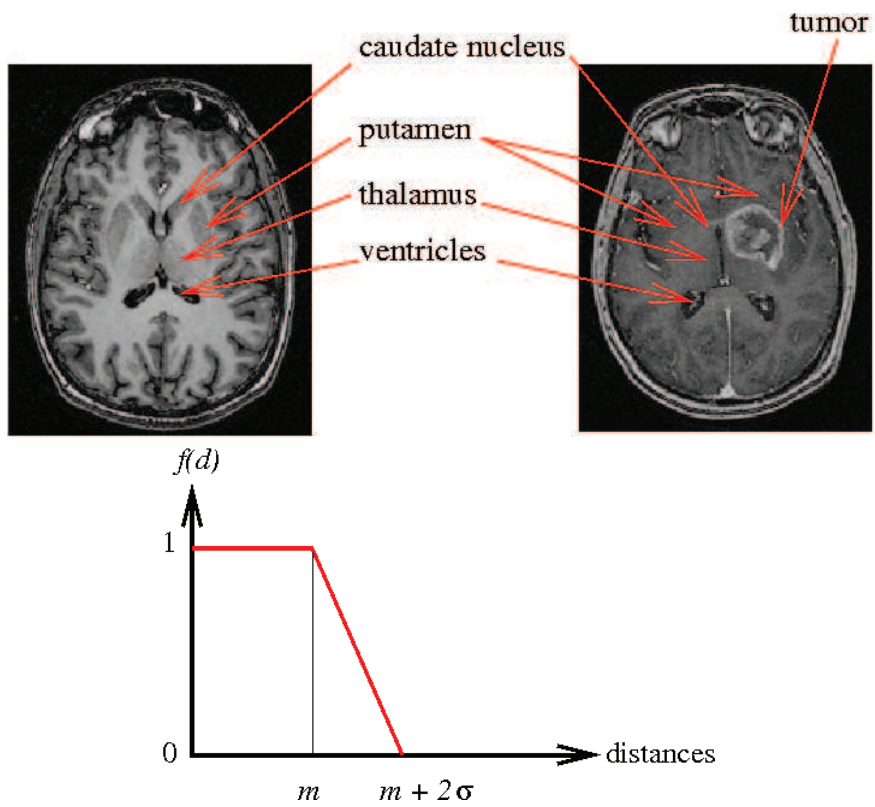 tumor
caudate nucleus
putamen
thalamus
ventricles
f(d)
1
0
distances
m
m + 2σ